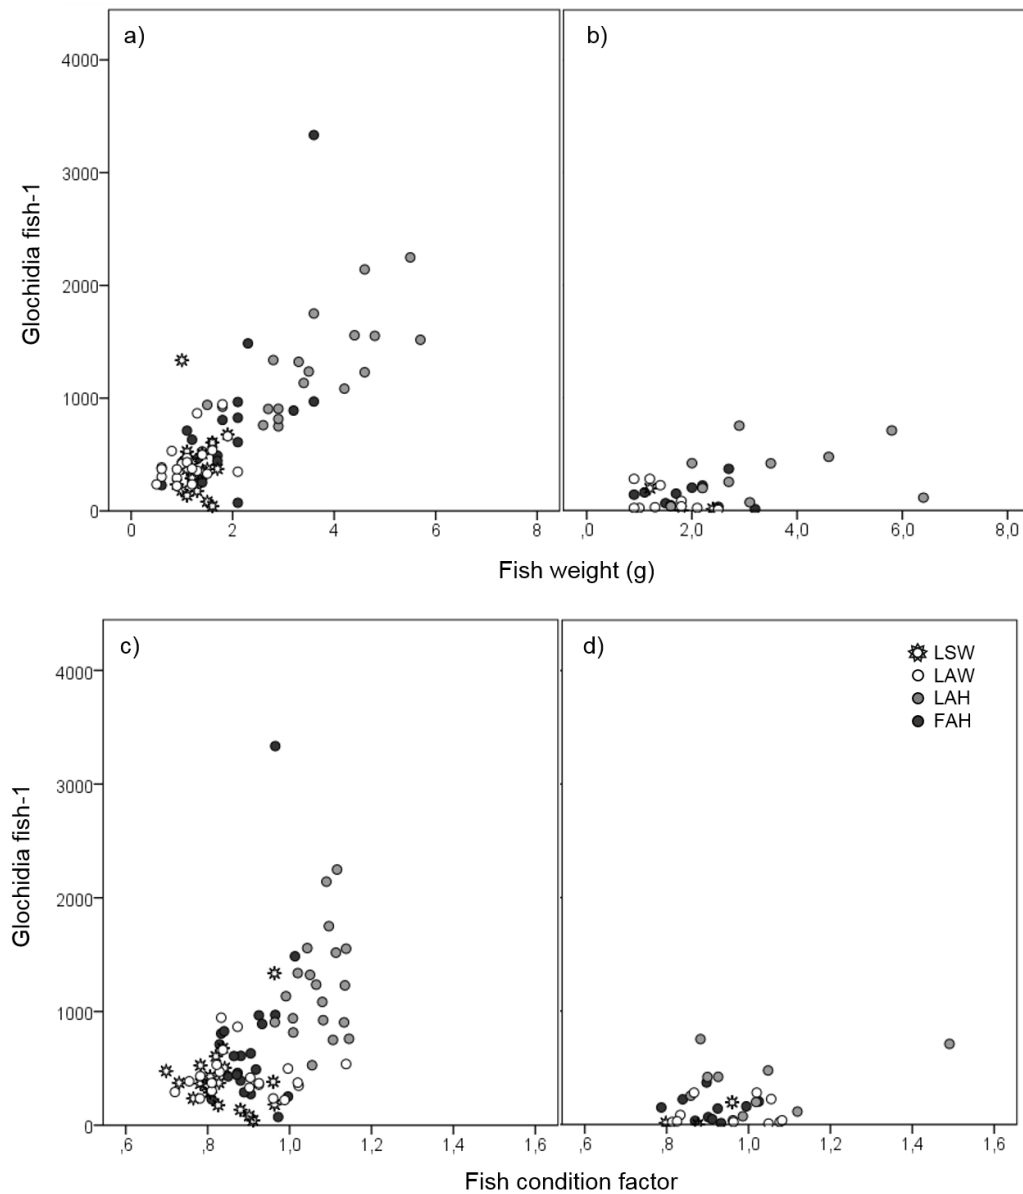 a)
b)
4000
3000
2000
1000
0
Glochidia fish-1
0 2 4 6 8
,0 2,0 4,0 6,0 8,0
Fish weight (g)
c)
d)
LSW
LAW
LAH
FAH
4000
3000
2000
1000
0
Glochidia fish-1
,6 ,8 1,0 1,2 1,4 1,6
,6 ,8 1,0 1,2 1,4 1,6
Fish condition factor